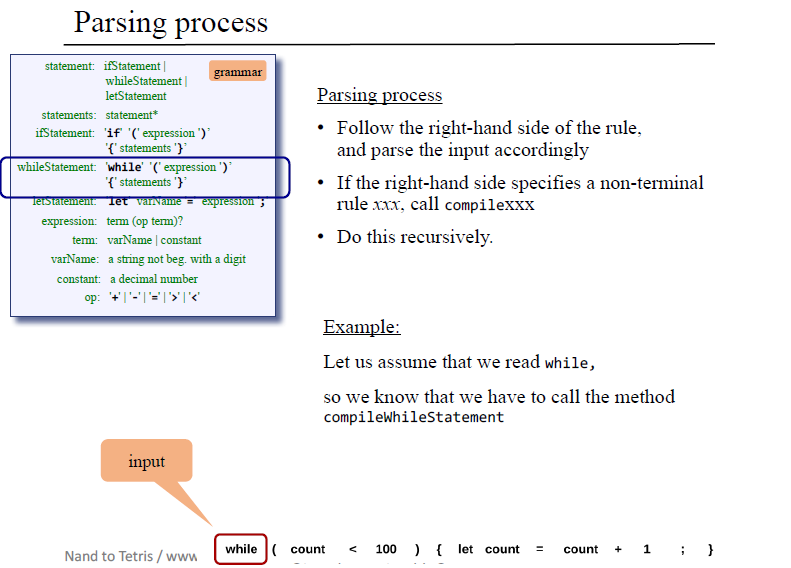 Parsing process
grammar
statement: ifStatement |
whileStatement |
letStatement
statements: statement*
ifStatement: 'if' '(' expression ')'
'{' statements '}'
whileStatement: 'while' '(' expression ')'
'{' statements '}'
letStatement: 'let' varName = expression ';'
expression: term (op term)?
term: varName | constant
varName: a string not beg. with a digit
constant: a decimal number
op: '+' | '-' | '=' | '>' | '<'
Parsing process
• Follow the right-hand side of the rule,
and parse the input accordingly
• If the right-hand side specifies a non-terminal
rule xxx, call compilexxx
• Do this recursively.
Example:
Let us assume that we read while,
so we know that we have to call the method
compileWhileStatement
input
while ( count < 100 ) { let count = count + 1 ; }
Nand to Tetris / www